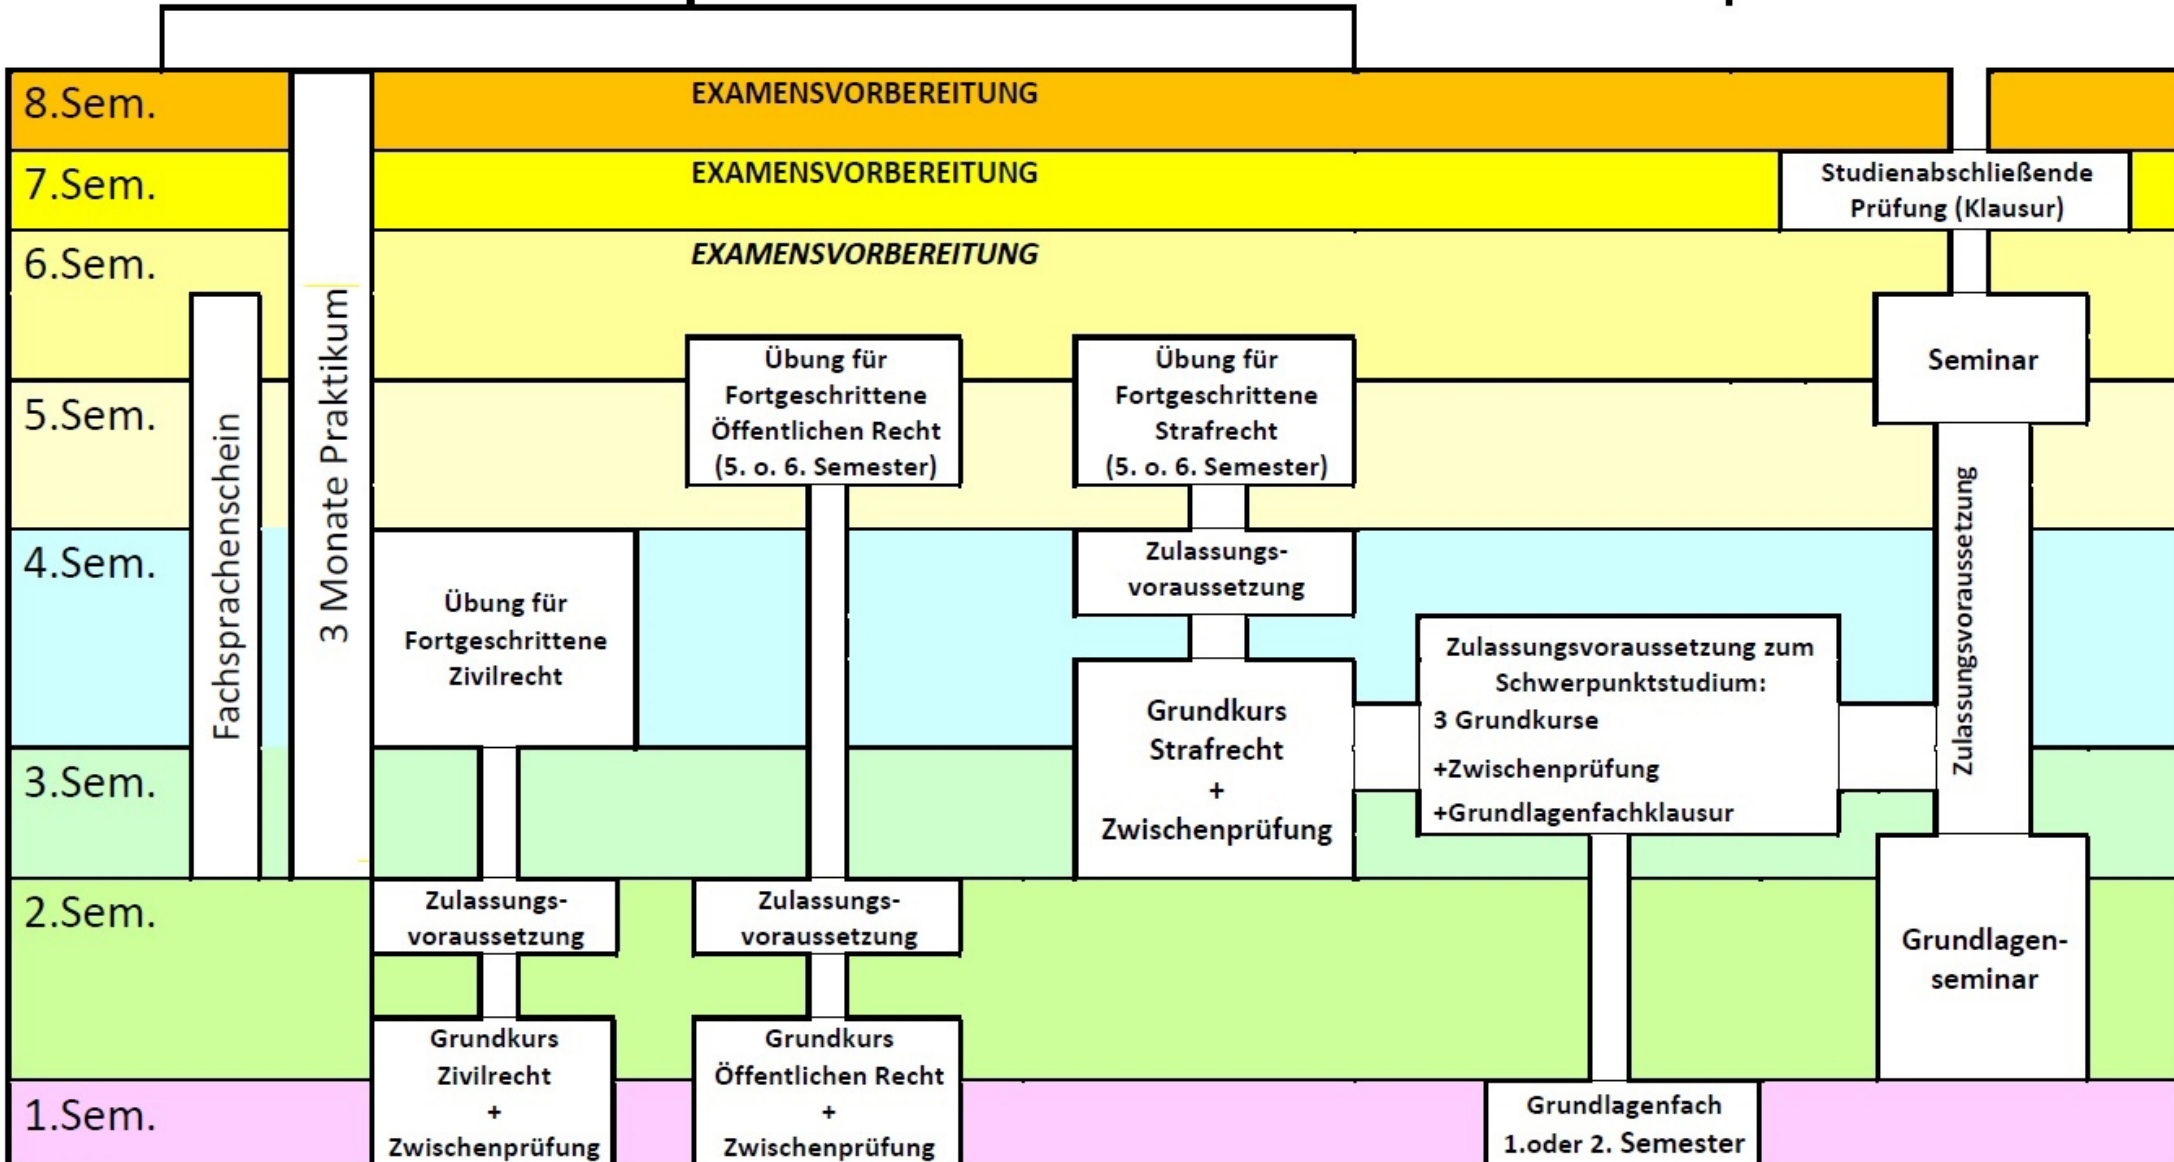 8.Sem.
EXAMENSVORBEREITUNG
7.Sem.
EXAMENSVORBEREITUNG
Studienabschließende
Prüfung (Klausur)
6.Sem.
EXAMENSVORBEREITUNG
Fachsprachenschein
3 Monate Praktikum
Übung für
Fortgeschrittene
Öffentlichen Recht
(5. o. 6. Semester)
Übung für
Fortgeschrittene
Strafrecht
(5. o. 6. Semester)
Seminar
5.Sem.
Zulassungsvoraussetzung
4.Sem.
Übung für
Fortgeschrittene
Zivilrecht
Zulassungs-
voraussetzung
Grundkurs
Strafrecht
+
Zwischenprüfung
Zulassungsvoraussetzung zum
Schwerpunktstudium:
3 Grundkurse
+Zwischenprüfung
+Grundlagenfachklausur
3.Sem.
2.Sem.
Zulassungs-
voraussetzung
Zulassungs-
voraussetzung
Grundlagen-
seminar
Grundkurs
Zivilrecht
+
Zwischenprüfung
Grundkurs
Öffentlichen Recht
+
Zwischenprüfung
1.Sem.
Grundlagenfach
1.oder 2. Semester